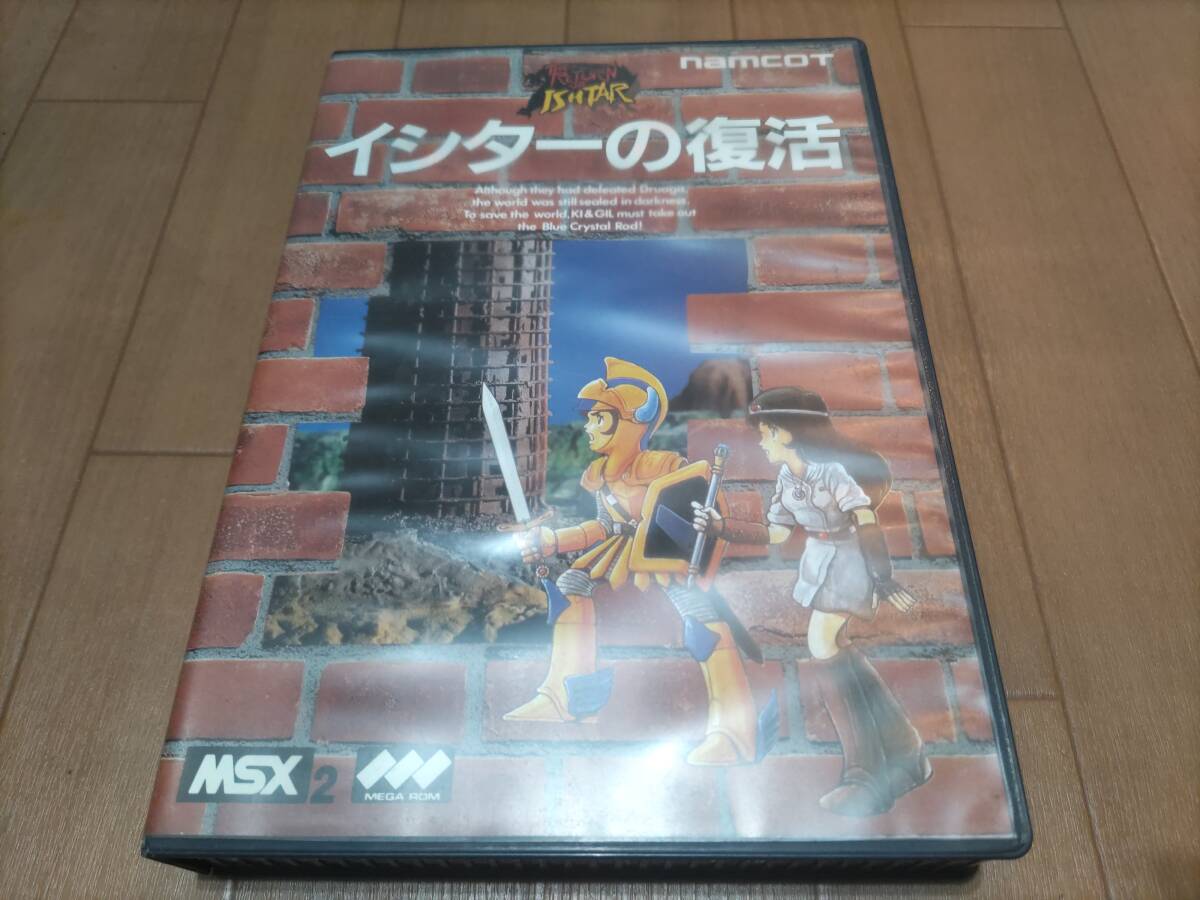 namcoT
THE RETURN
ISHTAR
イシターの復活
Although they had defeated Druaga,
the world was still sealed in darkness.
To save the world, KI & GIL must take out
the Blue Crystal Rod!
MSX 2
MEGA ROM